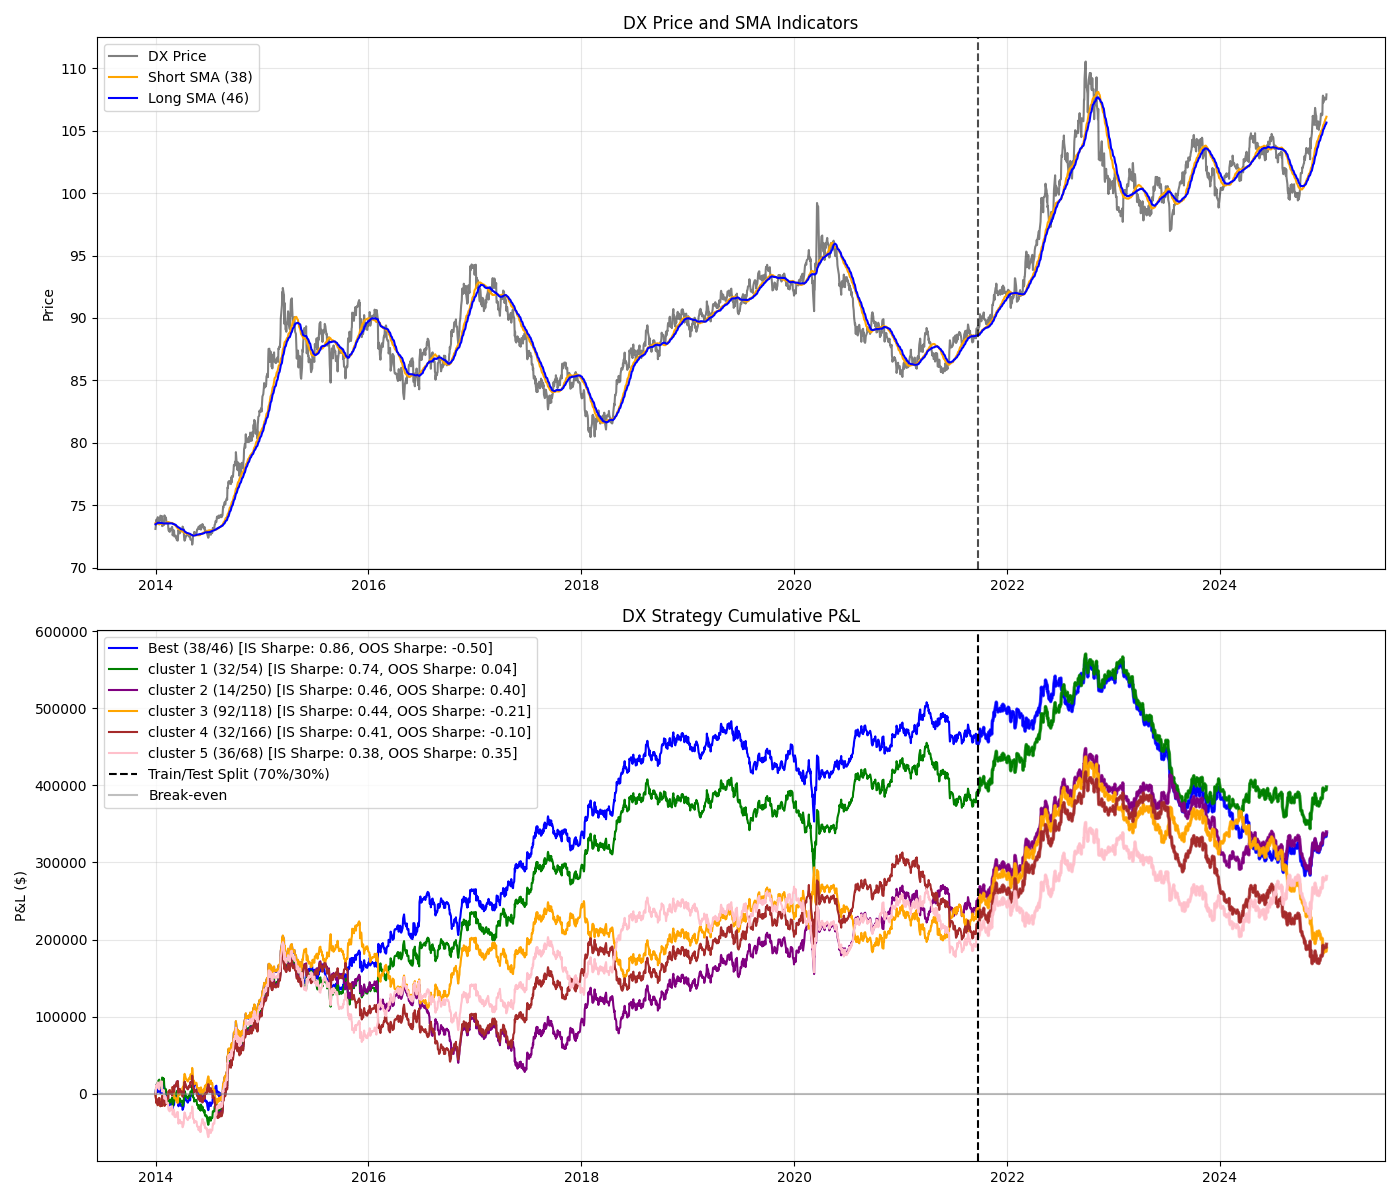 DX Price and SMA Indicators
DX Price
Short SMA (38)
Long SMA (46)
110
105
100
95
90
85
80
75
70
Price
2014
2016
2018
2020
2022
2024
DX Strategy Cumulative P&L
Best (38/46) [IS Sharpe: 0.86, OOS Sharpe: -0.50]
cluster 1 (32/54) [IS Sharpe: 0.74, OOS Sharpe: 0.04]
cluster 2 (14/250) [IS Sharpe: 0.46, OOS Sharpe: 0.40]
cluster 3 (92/118) [IS Sharpe: 0.44, OOS Sharpe: -0.21]
cluster 4 (32/166) [IS Sharpe: 0.41, OOS Sharpe: -0.10]
cluster 5 (36/68) [IS Sharpe: 0.38, OOS Sharpe: 0.35]
Train/Test Split (70%/30%)
Break-even
600000
500000
400000
300000
200000
100000
0
P&L ($)
2014
2016
2018
2020
2022
2024